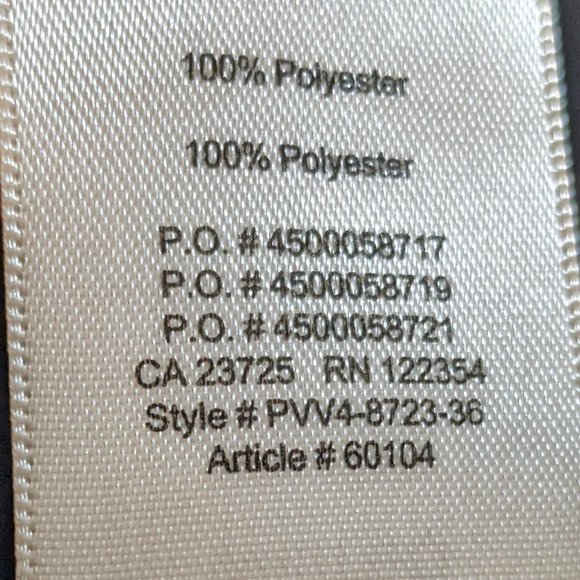 100% Polyester
100% Polyester
P.O. # 4500058717
P.O. # 4500058719
P.O. # 4500058721
CA 23725 RN 122354
Style # PVV4-8723-36
Article # 60104